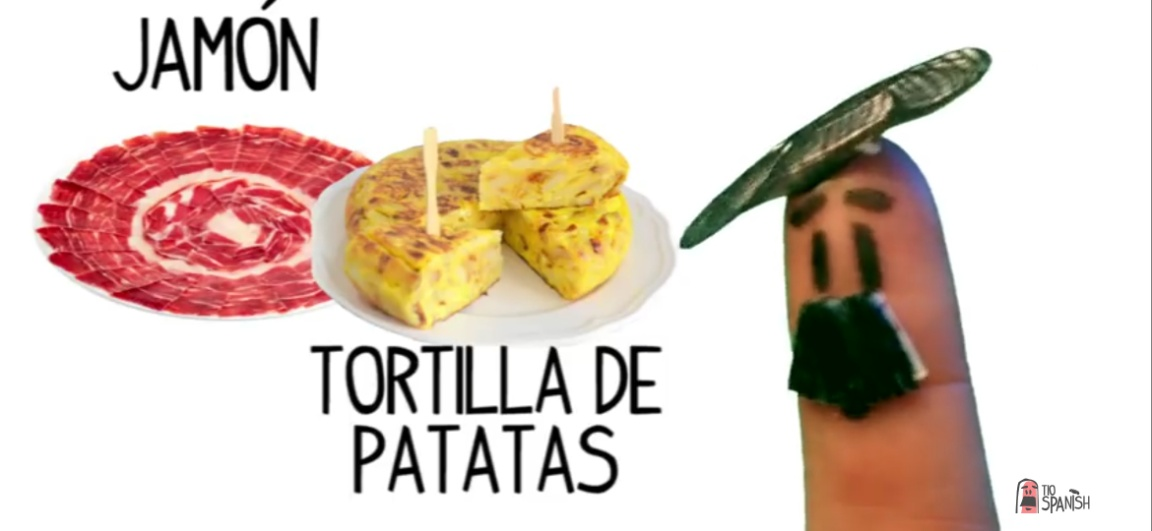 JAMÓN
TORTILLA DE
PATATAS
TIO
SPANISH